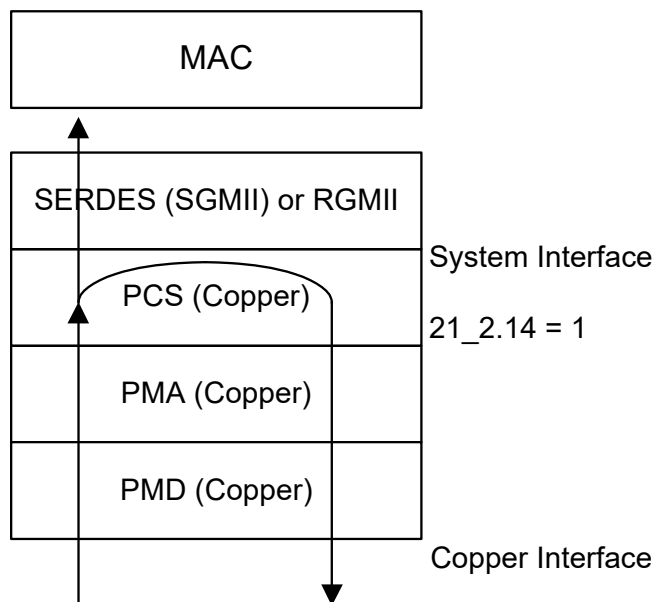 MAC
SERDES (SGMII) or RGMII
System Interface
PCS (Copper)
21_2.14 = 1
PMA (Copper)
PMD (Copper)
Copper Interface